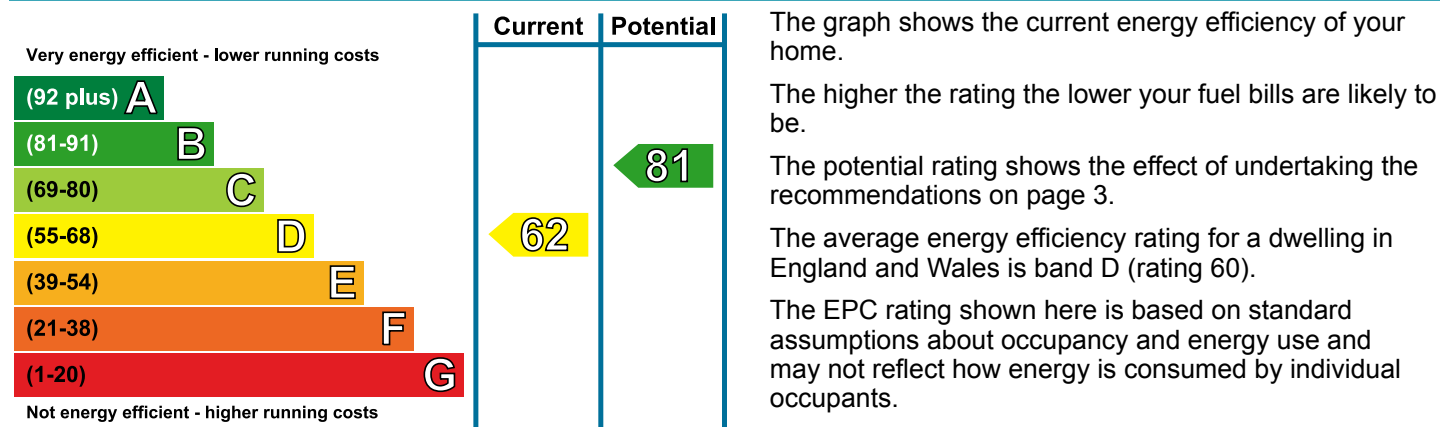 Current Potential
Very energy efficient - lower running costs
(92 plus) A
(81-91) B
(69-80) C
(55-68) D
(39-54) E
(21-38) F
(1-20) G
Not energy efficient - higher running costs
62
81
The graph shows the current energy efficiency of your
home.
The higher the rating the lower your fuel bills are likely to
be.
The potential rating shows the effect of undertaking the
recommendations on page 3.
The average energy efficiency rating for a dwelling in
England and Wales is band D (rating 60).
The EPC rating shown here is based on standard
assumptions about occupancy and energy use and
may not reflect how energy is consumed by individual
occupants.